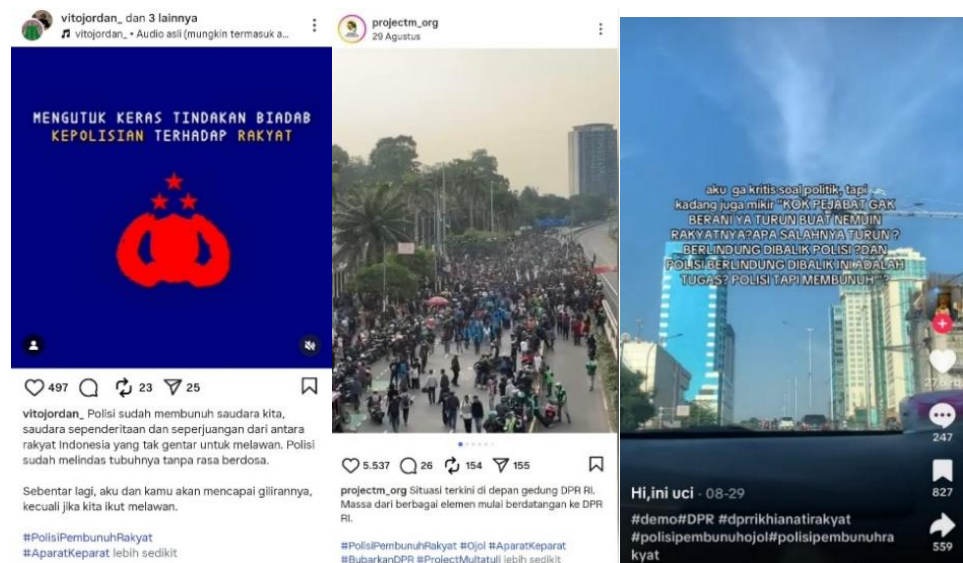 vitojordan_ dan 3 lainnya
vitojordan_ • Audio asli (mungkin termasuk a...
MENGUTUK KERAS TINDAKAN BIADAB
KEPOLISIAN TERHADAP RAKYAT
497 23 25
vitojordan_ Polisi sudah membunuh saudara kita,
saudara sependeritaan dan seperjuangan dari antara
rakyat Indonesia yang tak gentar untuk melawan. Polisi
sudah melindas tubuhnya tanpa rasa berdosa.
Sebentar lagi, aku dan kamu akan mencapai gilirannya,
kecuali jika kita ikut melawan.
#PolisiPembunuhRakyat
#AparatKeparat lebih sedikit
projectm_org
29 Agustus
5.537 26 154 155
projectm_org Situasi terkini di depan gedung DPR RI.
Massa dari berbagai elemen mulai berdatangan ke DPR
RI.
#PolisiPembunuhRakyat #Ojol #AparatKeparat
#BubarkanDPR #ProjectMultatuli lebih sedikit
aku ga kritis soal politik, tapi
kadang juga mikir "KOK PEJABAT GAK
BERANI YA TURUN BUAT NEMUIN
RAKYATNYA?APA SALAHNYA TURUN ?
BERLINDUNG DIBALIK POLISI ?DAN
POLISI BERLINDUNG DIBALIK INI ADALAH
TUGAS? POLISI TAPI MEMBUNUH"?
247
827
559
Hi,ini uci · 08-29
#demo#DPR #dprrikhianatirakyat
#polisipembunuhojol#polisipembunuhra
kyat